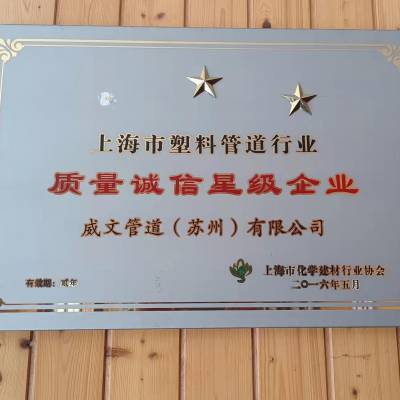 上海市塑料管道行业
质量诚信星级企业
威文管道（苏州）有限公司
有效期：贰年
上海市化学建材行业协会
二〇一六年五月